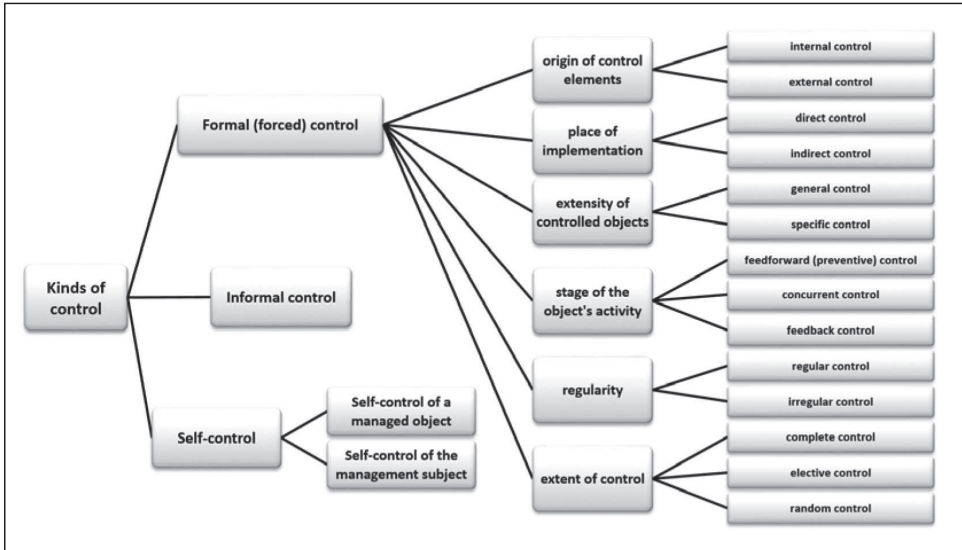 Kinds of
control
Formal (forced) control
Informal control
Self-control
Self-control of a
managed object
Self-control of the
management subject
origin of control
elements
internal control
external control
place of
implementation
direct control
indirect control
extensity of
controlled objects
general control
specific control
stage of the
object's activity
feedforward (preventive) control
concurrent control
feedback control
regularity
regular control
irregular control
extent of control
complete control
elective control
random control